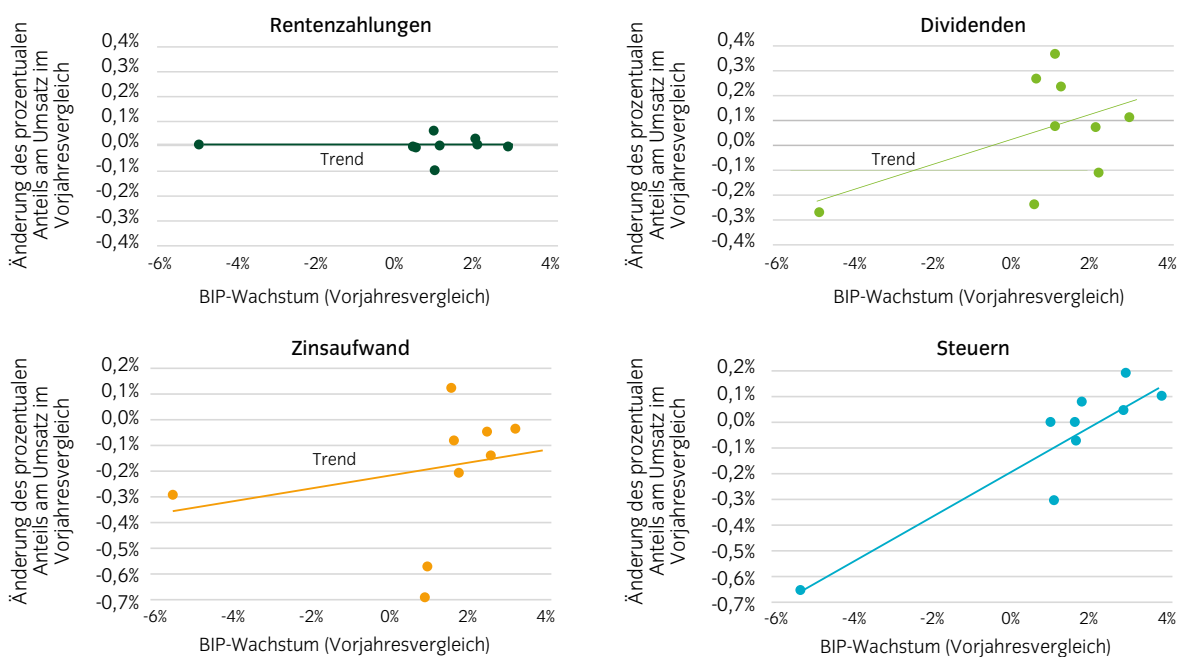 Rentenzahlungen
Änderung des prozentualen
Anteils am Umsatz im
Vorjahresvergleich
0,4%
0,3%
0,2%
0,1%
0,0%
-0,1%
-0,2%
-0,3%
-0,4%
Trend
-6%
-4%
-2%
0%
2%
4%
BIP-Wachstum (Vorjahresvergleich)
Dividenden
Änderung des prozentualen
Anteils am Umsatz im
Vorjahresvergleich
0,4%
0,3%
0,2%
0,1%
0,0%
-0,1%
-0,2%
-0,3%
-0,4%
Trend
-6%
-4%
-2%
0%
2%
4%
BIP-Wachstum (Vorjahresvergleich)
Zinsaufwand
Änderung des prozentualen
Anteils am Umsatz im
Vorjahresvergleich
0,2%
0,1%
0,0%
-0,1%
-0,2%
-0,3%
-0,4%
-0,5%
-0,6%
-0,7%
Trend
-6%
-4%
-2%
0%
2%
4%
BIP-Wachstum (Vorjahresvergleich)
Steuern
Änderung des prozentualen
Anteils am Umsatz im
Vorjahresvergleich
0,2%
0,1%
0,0%
-0,1%
-0,2%
-0,3%
-0,4%
-0,5%
-0,6%
-0,7%
-6%
-4%
-2%
0%
2%
4%
BIP-Wachstum (Vorjahresvergleich)